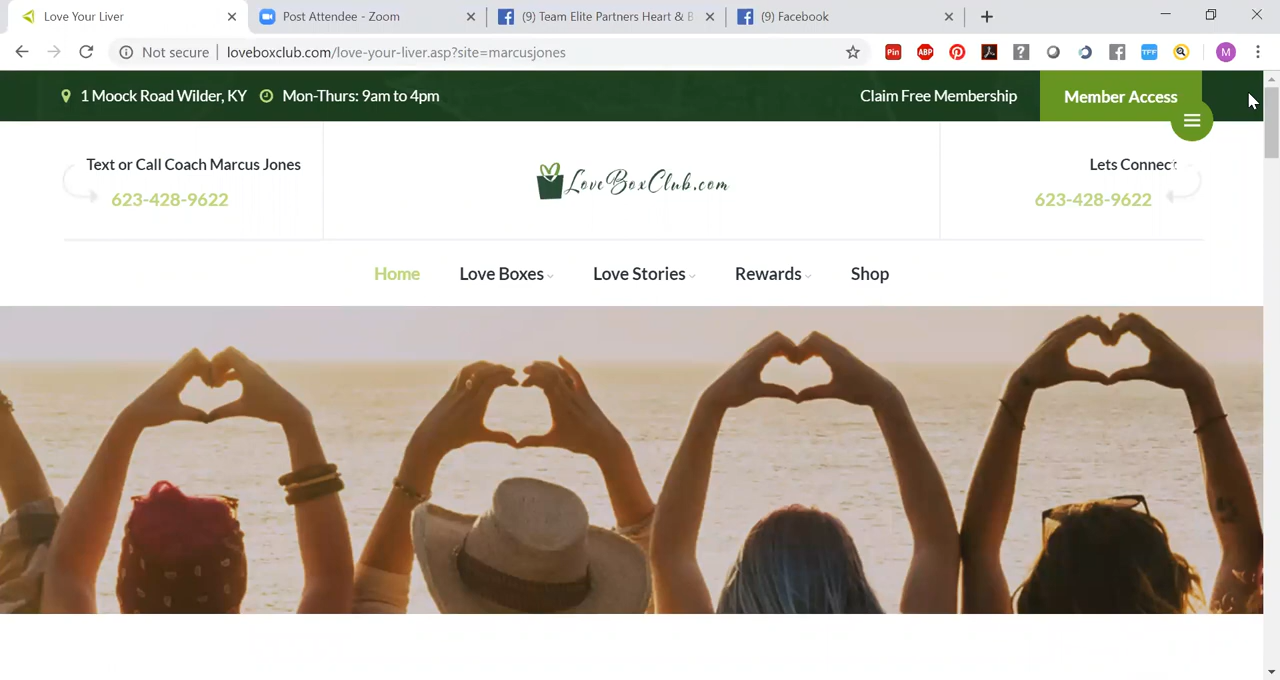 Love Your Liver
Post Attendee - Zoom
(9) Team Elite Partners Heart & B
(9) Facebook
Not secure
loveboxclub.com/love-your-liver.asp?site=marcusjones
Pin
ABP
?
TFF
M
1 Moock Road Wilder, KY
Mon-Thurs: 9am to 4pm
Claim Free Membership
Member Access
Text or Call Coach Marcus Jones
623-428-9622
LoveBoxClub.com
Lets Connect
623-428-9622
Home
Love Boxes
Love Stories
Rewards
Shop